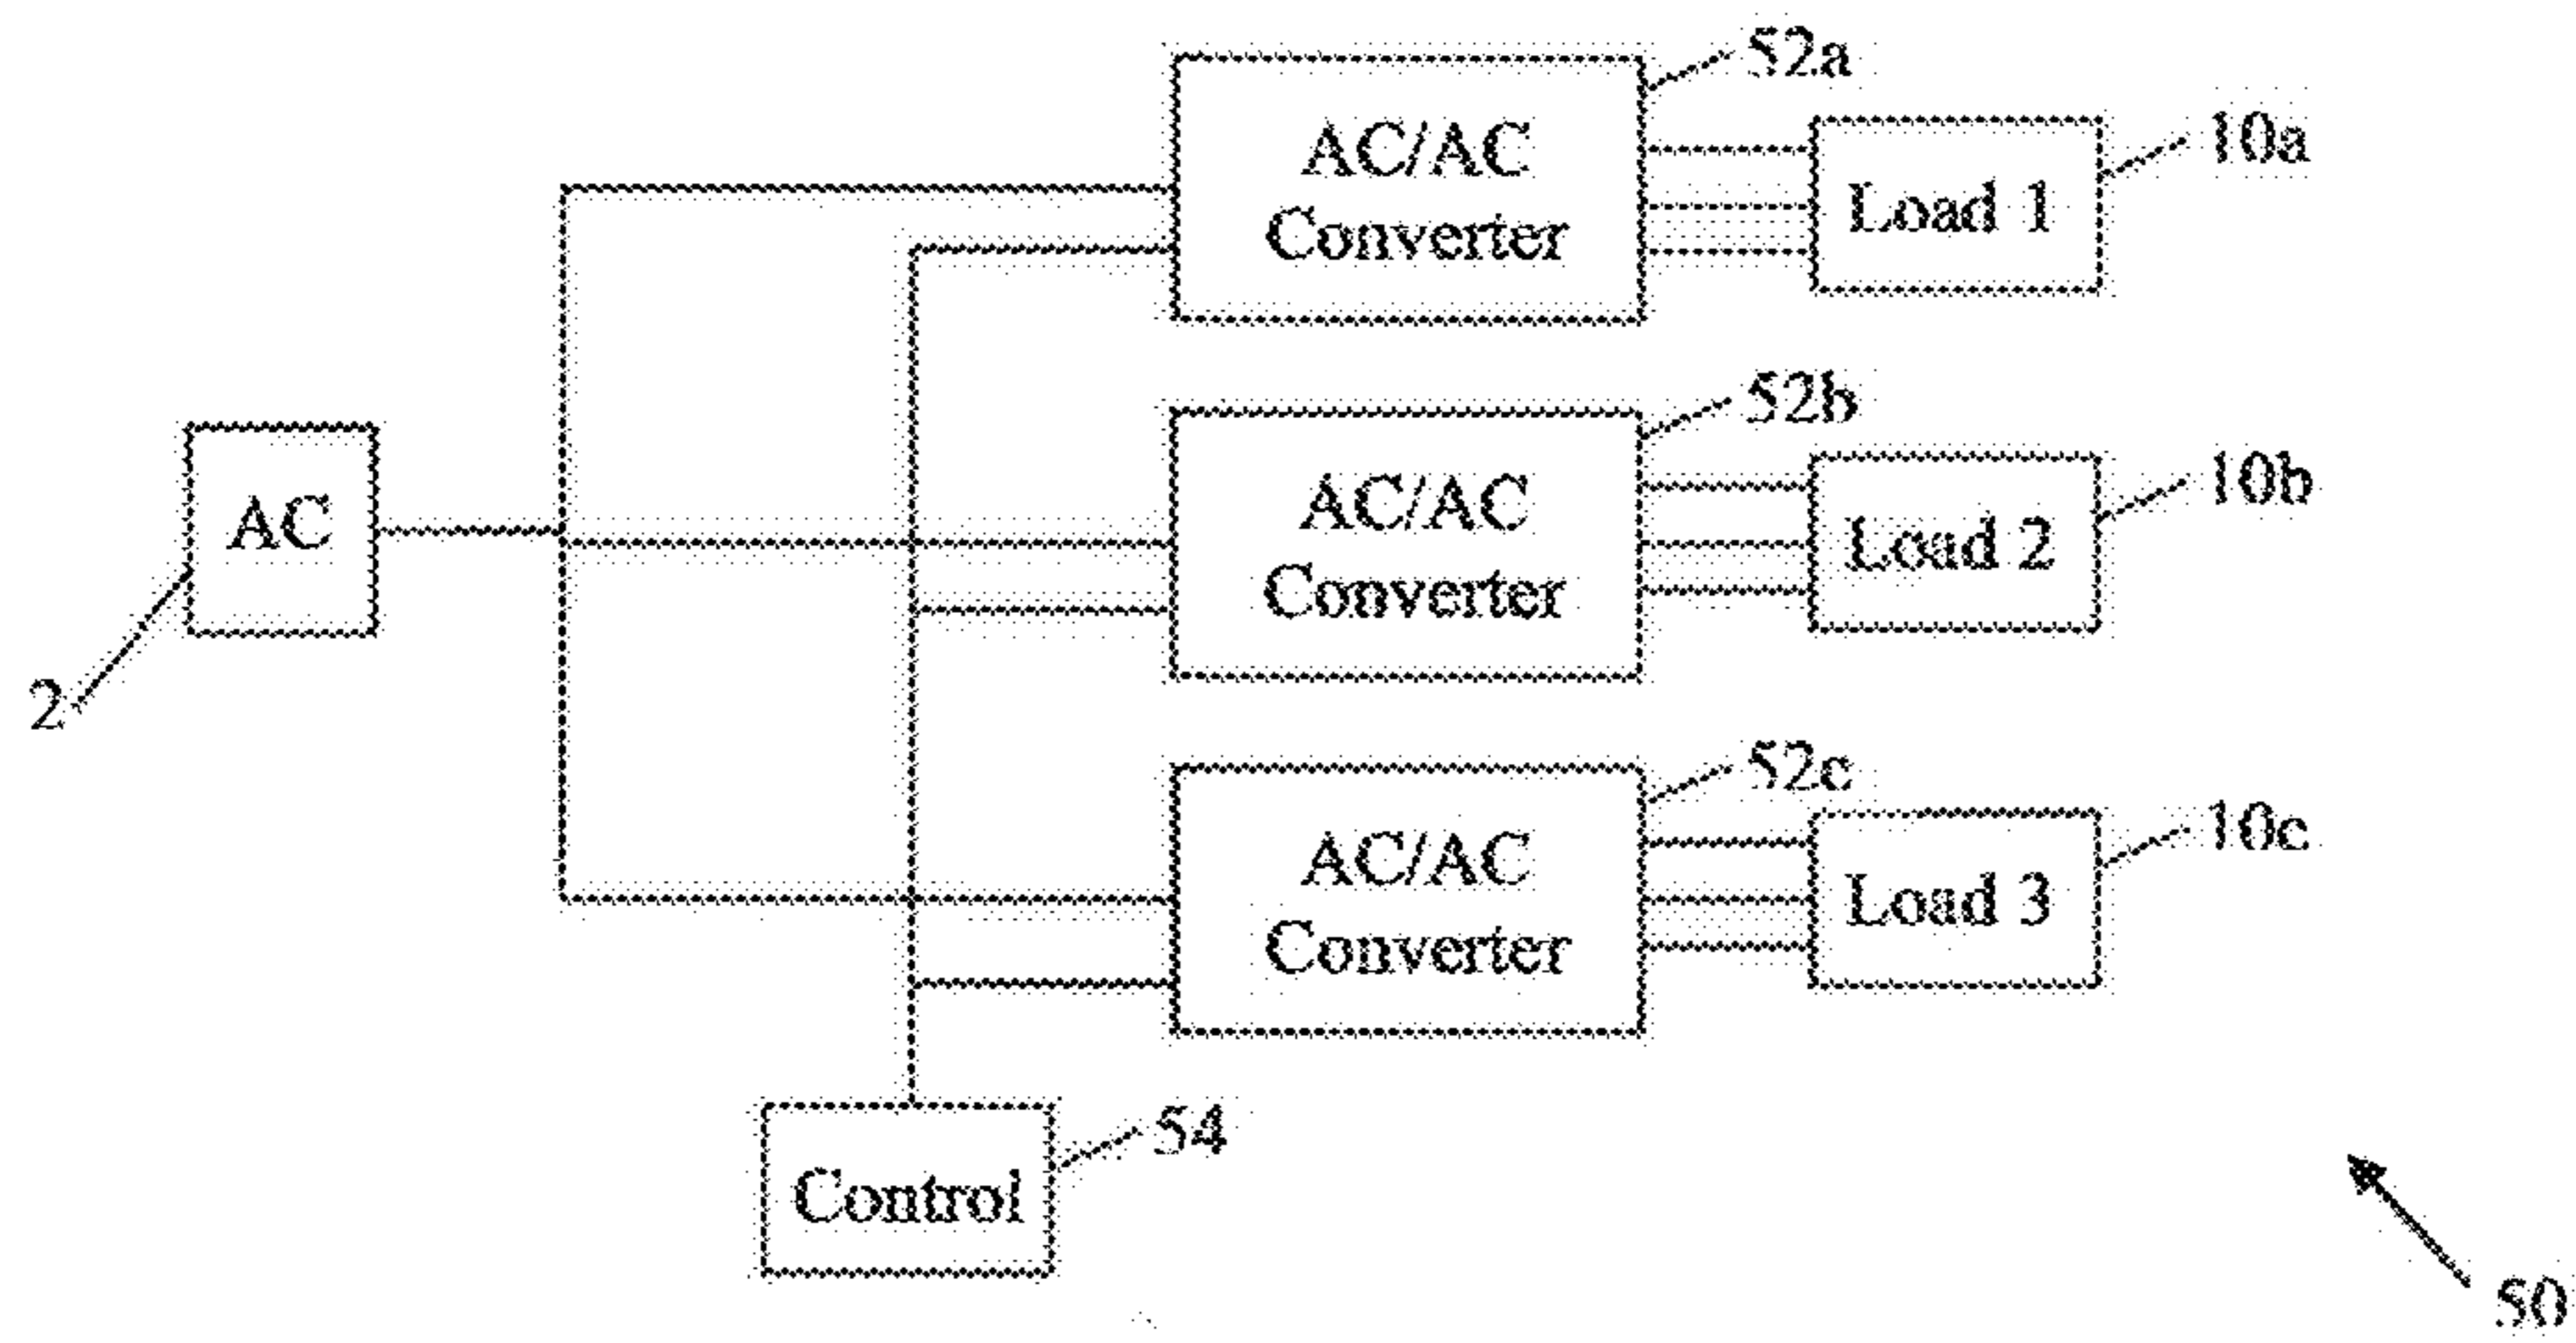 52a
AC/AC
Converter
10a
Load 1
52b
AC/AC
Converter
10b
Load 2
AC
2
52c
AC/AC
Converter
10c
Load 3
54
Control
50